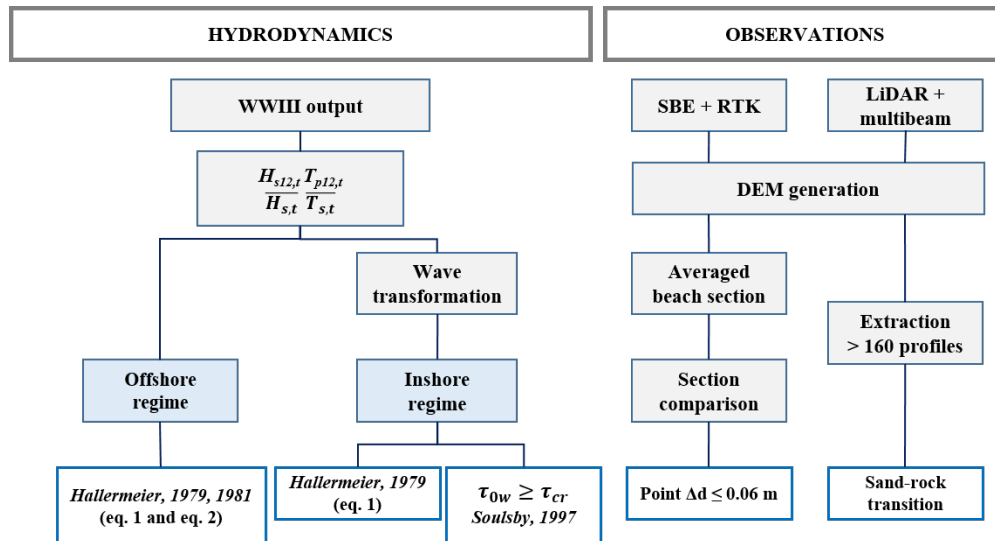 HYDRODYNAMICS
OBSERVATIONS
WWIII output
SBE + RTK
LiDAR +
multibeam
H_{s12,t} T_{p12,t}
H_{s,t} T_{s,t}
DEM generation
Wave
transformation
Averaged
beach section
Extraction
> 160 profiles
Offshore
regime
Inshore
regime
Section
comparison
Hallermeier, 1979, 1981
(eq. 1 and eq. 2)
Hallermeier, 1979
(eq. 1)
τ_{0w} ≥ τ_{cr}
Soulsby, 1997
Point Δd ≤ 0.06 m
Sand-rock
transition